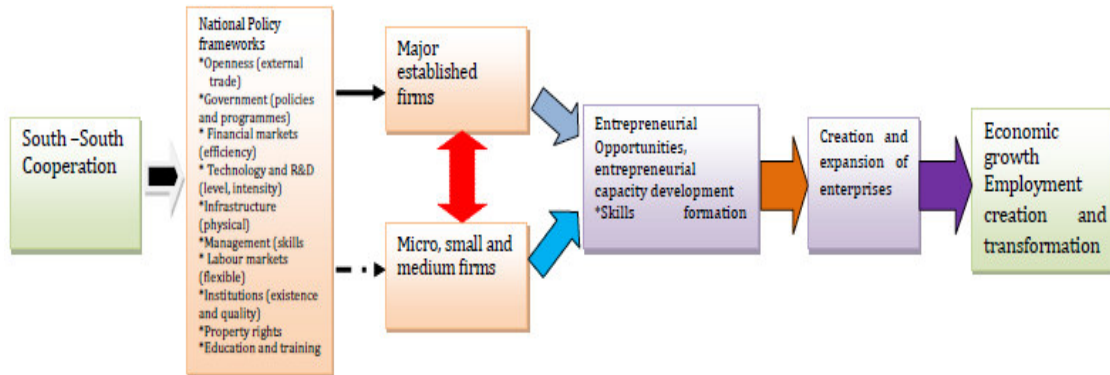 South –South
Cooperation
National Policy
frameworks
*Openness (external
trade)
*Government (policies
and programmes)
* Financial markets
(efficiency)
* Technology and R&D
(level, intensity)
*Infrastructure
(physical)
*Management (skills
* Labour markets
(flexible)
*Institutions (existence
and quality)
*Property rights
*Education and training
Major
established
firms
Micro, small and
medium firms
Entrepreneurial
Opportunities,
entrepreneurial
capacity development
*Skills formation
Creation and
expansion of
enterprises
Economic
growth
Employment
creation and
transformation